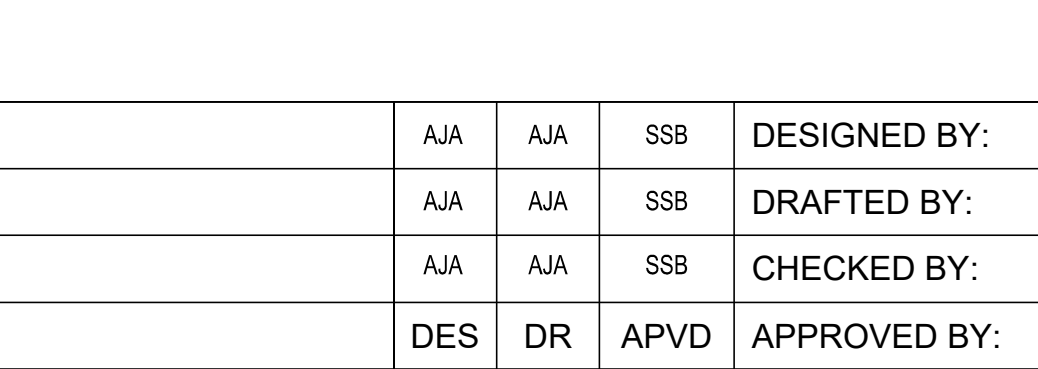 AJA AJA SSB DESIGNED BY:
AJA AJA SSB DRAFTED BY:
AJA AJA SSB CHECKED BY:
DES DR APVD APPROVED BY: